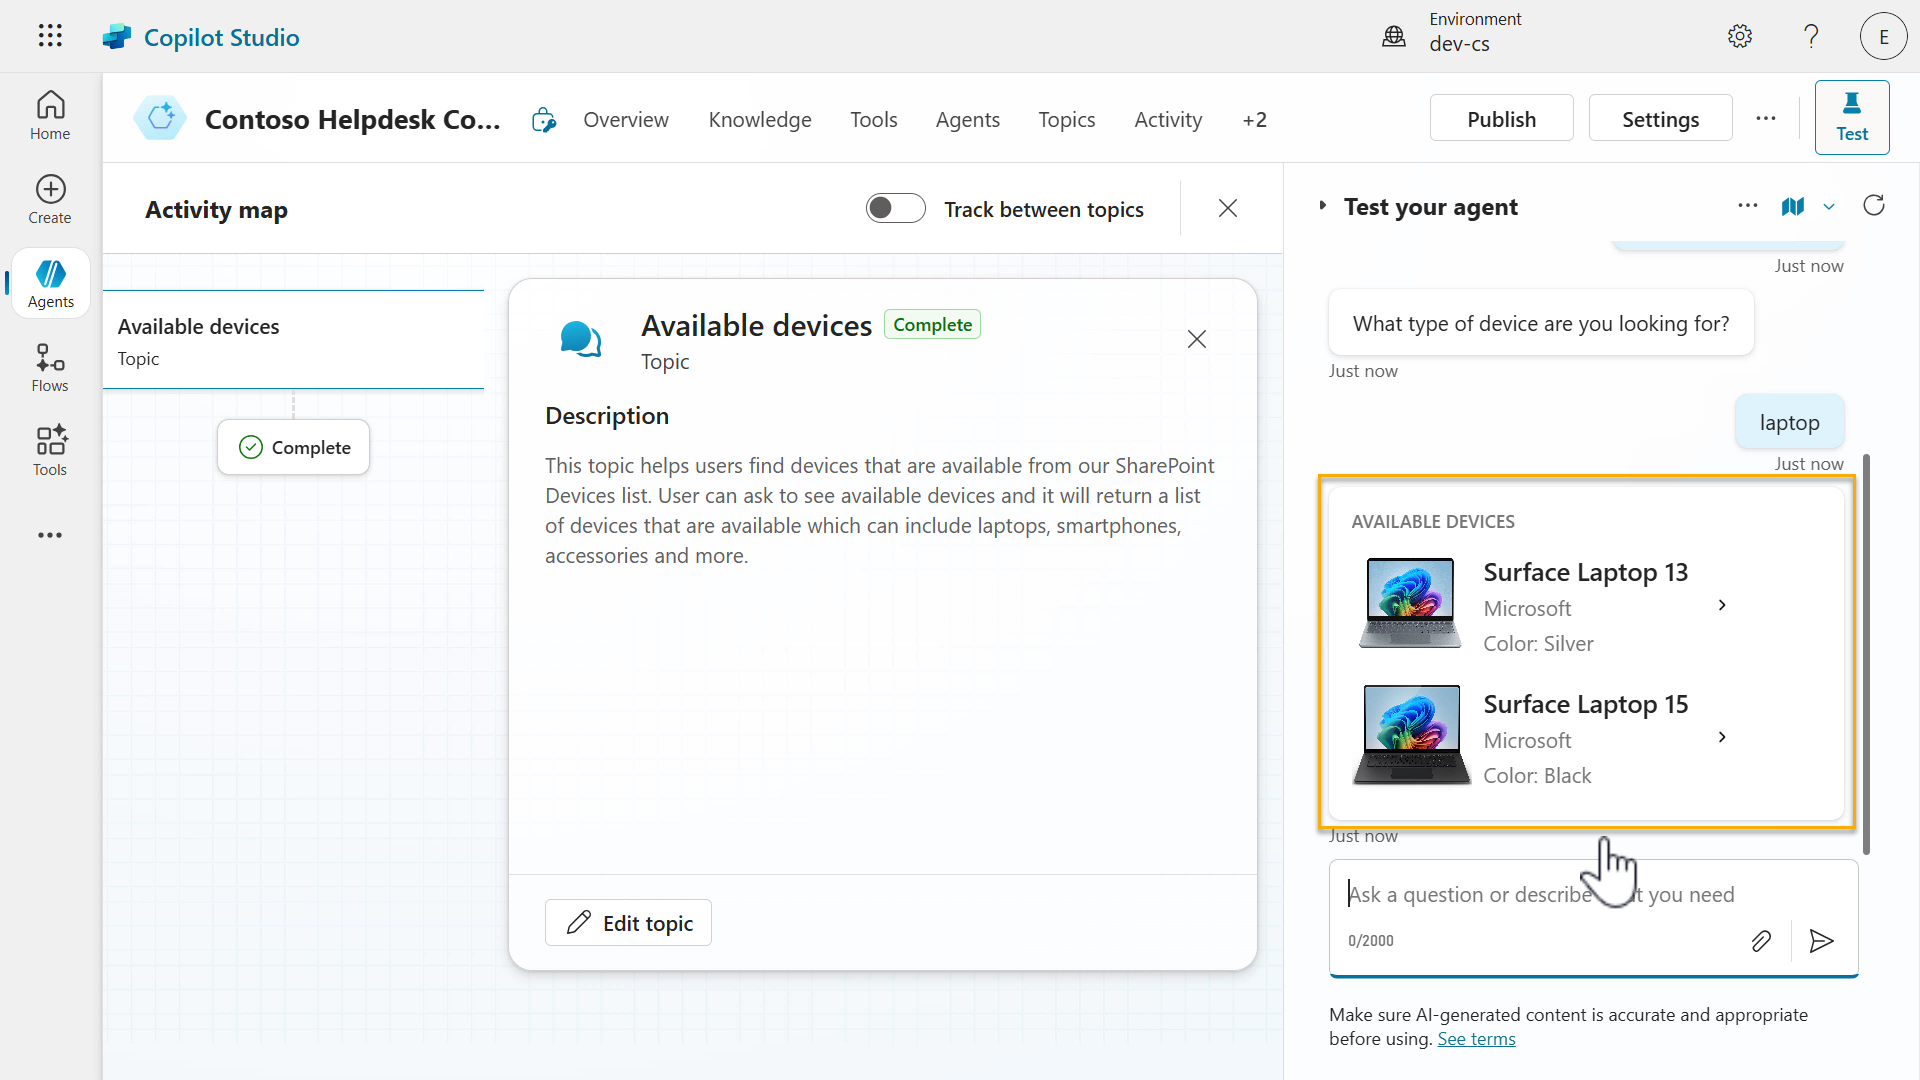 Copilot Studio
Environment
dev-cs
E
Home
Create
Agents
Flows
Tools
Contoso Helpdesk Co...
Overview
Knowledge
Tools
Agents
Topics
Activity
+2
Publish
Settings
Test
Activity map
Track between topics
Available devices
Topic
Complete
Available devices
Complete
Topic
Description
This topic helps users find devices that are available from our SharePoint
Devices list. User can ask to see available devices and it will return a list
of devices that are available which can include laptops, smartphones,
accessories and more.
Edit topic
Test your agent
Just now
What type of device are you looking for?
Just now
laptop
Just now
AVAILABLE DEVICES
Surface Laptop 13
Microsoft
Color: Silver
Surface Laptop 15
Microsoft
Color: Black
Just now
Ask a question or describe you need
0/2000
Make sure AI-generated content is accurate and appropriate
before using. See terms